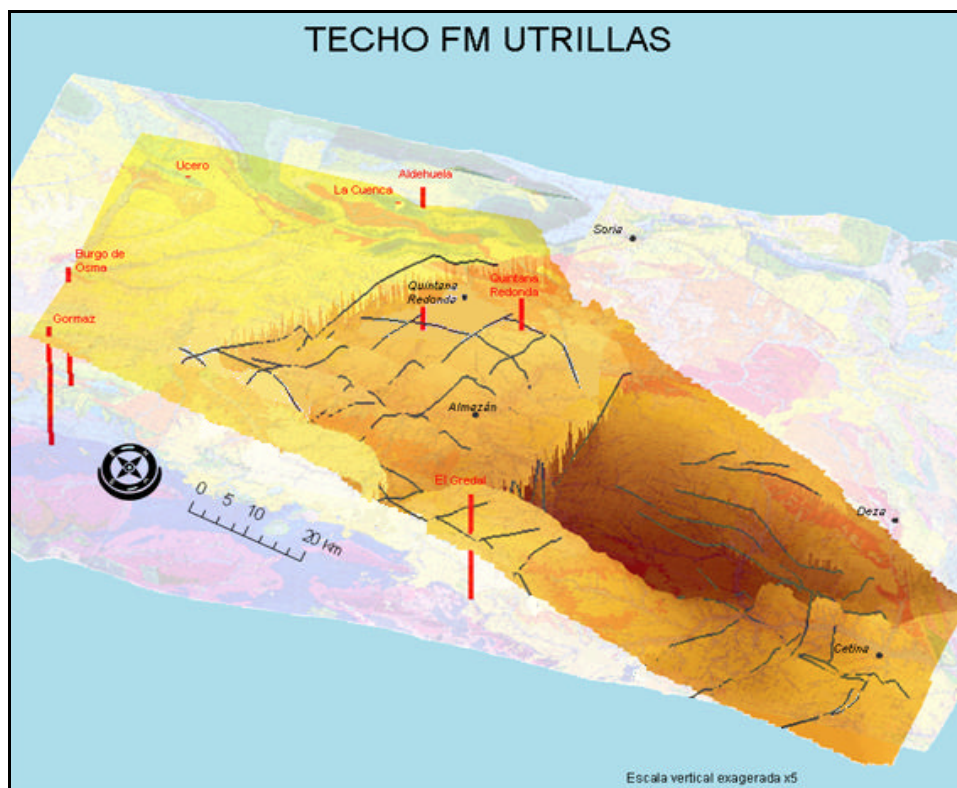 TECHO FM UTRILLAS
Ucero
Aldehuela
La Cuenca
Soria
Burgo de
Osma
Quintana
Redonda
Quintana
Redonda
Gormaz
Almazán
El Gredal
Deza
0 5 10 20 km
Cetina
Escala vertical exagerada x5